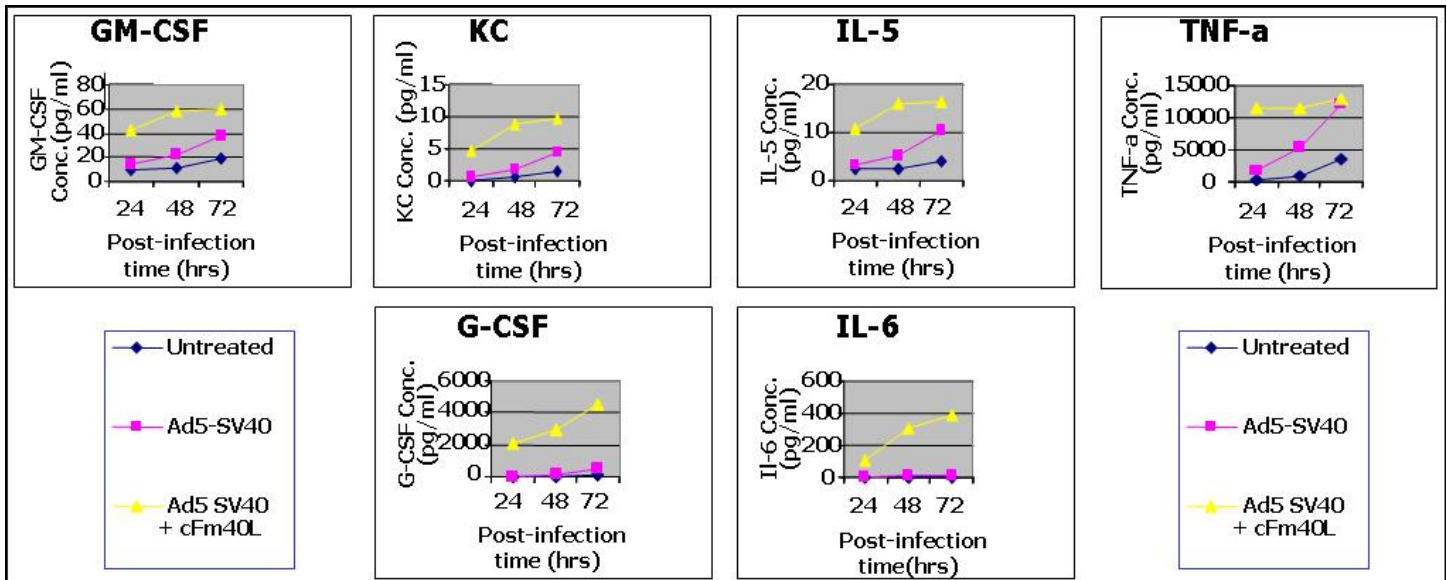 GM-CSF
GM-CSF
Conc.(pg/ml)
80
60
40
20
0
24 48 72
Post-infection
time (hrs)
KC
KC Conc. (pg/ml)
15
10
5
0
24 48 72
Post-infection
time (hrs)
IL-5
IL-5 Conc.
(pg/ml)
20
10
0
24 48 72
Post-infection
time (hrs)
TNF-a
TNF-a Conc.
(pg/ml)
15000
10000
5000
0
24 48 72
Post-infection
time (hrs)
Untreated
Ad5-SV40
Ad5 SV40
+ cFm40L
G-CSF
G-CSF Conc.
(pg/ml)
6000
4000
2000
0
24 48 72
Post-infection
time (hrs)
IL-6
Il-6 Conc.
(pg/ml)
600
400
200
0
24 48 72
Post-infection
time(hrs)
Untreated
Ad5-SV40
Ad5 SV40
+ cFm40L